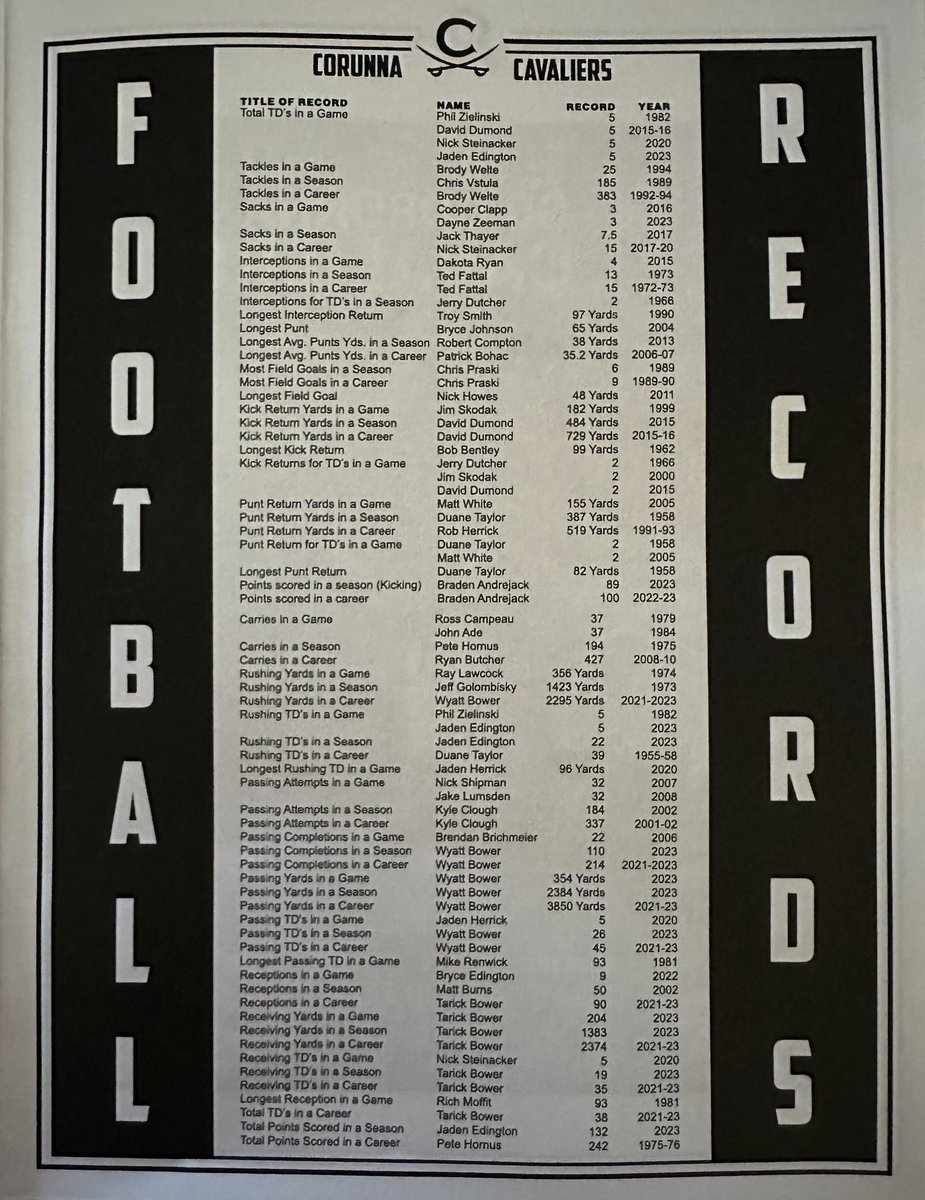 C
CORUNNA CAVALIERS
FOOTBALL
RECORDS
TITLE OF RECORD NAME RECORD YEAR
Total TD's in a Game Phil Zielinski 5 1982
David Dumond 5 2015-16
Nick Steinacker 5 2020
Jaden Edington 5 2023
Tackles in a Game Brody Welte 25 1994
Tackles in a Season Chris Vstula 185 1989
Tackles in a Career Brody Welte 383 1992-94
Sacks in a Game Cooper Clapp 3 2016
Dayne Zeeman 3 2023
Sacks in a Season Jack Thayer 7.5 2017
Sacks in a Career Nick Steinacker 15 2017-20
Interceptions in a Game Dakota Ryan 4 2015
Interceptions in a Season Ted Fattal 13 1973
Interceptions in a Career Ted Fattal 15 1972-73
Interceptions for TD's in a Season Jerry Dutcher 2 1966
Longest Interception Return Troy Smith 97 Yards 1990
Longest Punt Bryce Johnson 65 Yards 2004
Longest Avg. Punts Yds. in a Season Robert Compton 38 Yards 2013
Longest Avg. Punts Yds. in a Career Patrick Bohac 35.2 Yards 2006-07
Most Field Goals in a Season Chris Praski 6 1989
Most Field Goals in a Career Chris Praski 9 1989-90
Longest Field Goal Nick Howes 48 Yards 2011
Kick Return Yards in a Game Jim Skodak 182 Yards 1999
Kick Return Yards in a Season David Dumond 484 Yards 2015
Kick Return Yards in a Career David Dumond 729 Yards 2015-16
Longest Kick Return Bob Bentley 99 Yards 1962
Kick Returns for TD's in a Game Jerry Dutcher 2 1966
Jim Skodak 2 2000
David Dumond 2 2015
Punt Return Yards in a Game Matt White 155 Yards 2005
Punt Return Yards in a Season Duane Taylor 387 Yards 1958
Punt Return Yards in a Career Rob Herrick 519 Yards 1991-93
Punt Return for TD's in a Game Duane Taylor 2 1958
Matt White 2 2005
Longest Punt Return Duane Taylor 82 Yards 1958
Points scored in a season (Kicking) Braden Andrejack 89 2023
Points scored in a career Braden Andrejack 100 2022-23
Carries in a Game Ross Campeau 37 1979
John Ade 37 1984
Carries in a Season Pete Hornus 194 1975
Carries in a Career Ryan Butcher 427 2008-10
Rushing Yards in a Game Ray Lawcock 356 Yards 1974
Rushing Yards in a Season Jeff Golombisky 1423 Yards 1973
Rushing Yards in a Career Wyatt Bower 2295 Yards 2021-2023
Rushing TD's in a Game Phil Zielinski 5 1982
Jaden Edington 5 2023
Rushing TD's in a Season Jaden Edington 22 2023
Rushing TD's in a Career Duane Taylor 39 1955-58
Longest Rushing TD in a Game Jaden Herrick 96 Yards 2020
Passing Attempts in a Game Nick Shipman 32 2007
Jake Lumsden 32 2008
Passing Attempts in a Season Kyle Clough 184 2002
Passing Attempts in a Career Kyle Clough 337 2001-02
Passing Completions in a Game Brendan Brichmeier 22 2006
Passing Completions in a Season Wyatt Bower 110 2023
Passing Completions in a Career Wyatt Bower 214 2021-2023
Passing Yards in a Game Wyatt Bower 354 Yards 2023
Passing Yards in a Season Wyatt Bower 2384 Yards 2023
Passing Yards in a Career Wyatt Bower 3850 Yards 2021-23
Passing TD's in a Game Jaden Herrick 5 2020
Passing TD's in a Season Wyatt Bower 26 2023
Passing TD's in a Career Wyatt Bower 45 2021-23
Longest Passing TD in a Game Mike Renwick 93 1981
Receptions in a Game Bryce Edington 9 2022
Receptions in a Season Matt Burns 50 2002
Receptions in a Career Tarick Bower 90 2021-23
Receiving Yards in a Game Tarick Bower 204 2023
Receiving Yards in a Season Tarick Bower 1383 2023
Receiving Yards in a Career Tarick Bower 2374 2021-23
Receiving TD's in a Game Nick Steinacker 5 2020
Receiving TD's in a Season Tarick Bower 19 2023
Receiving TD's in a Career Tarick Bower 35 2021-23
Longest Reception in a Game Rich Moffit 93 1981
Total TD's in a Career Tarick Bower 38 2021-23
Total Points Scored in a Season Jaden Edington 132 2023
Total Points Scored in a Career Pete Hornus 242 1975-76